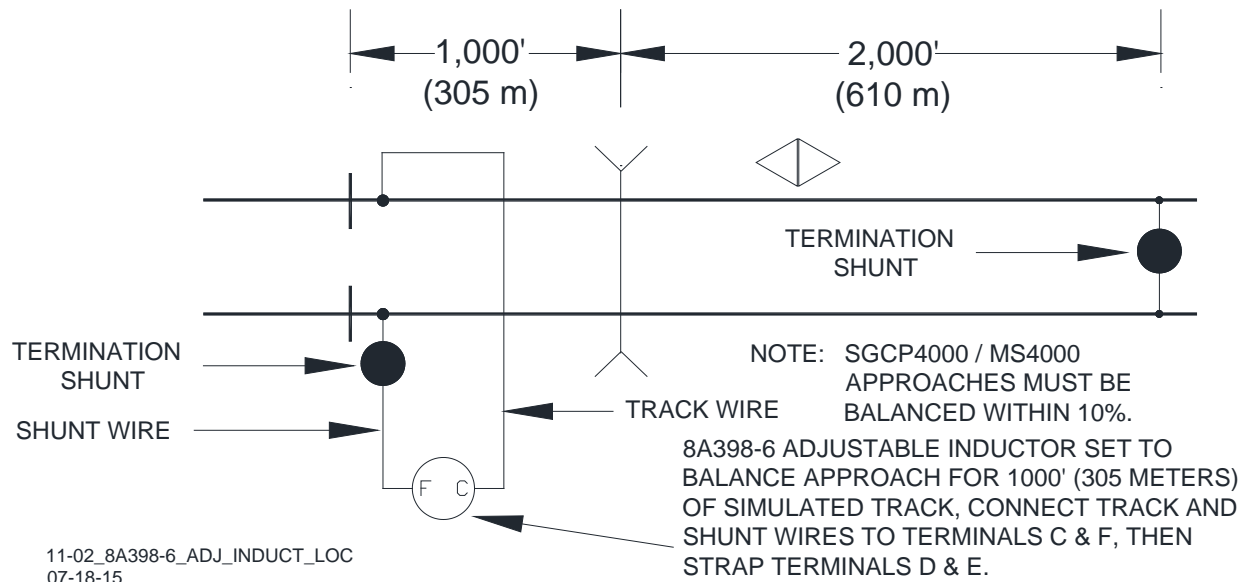 1,000'
(305 m)
2,000'
(610 m)
TERMINATION
SHUNT
TERMINATION
SHUNT
SHUNT WIRE
TRACK WIRE
F C
NOTE: SGCP4000 / MS4000
APPROACHES MUST BE
BALANCED WITHIN 10%.
8A398-6 ADJUSTABLE INDUCTOR SET TO
BALANCE APPROACH FOR 1000' (305 METERS)
OF SIMULATED TRACK, CONNECT TRACK AND
SHUNT WIRES TO TERMINALS C & F, THEN
STRAP TERMINALS D & E.
11-02_8A398-6_ADJ_INDUCT_LOC
07-18-15